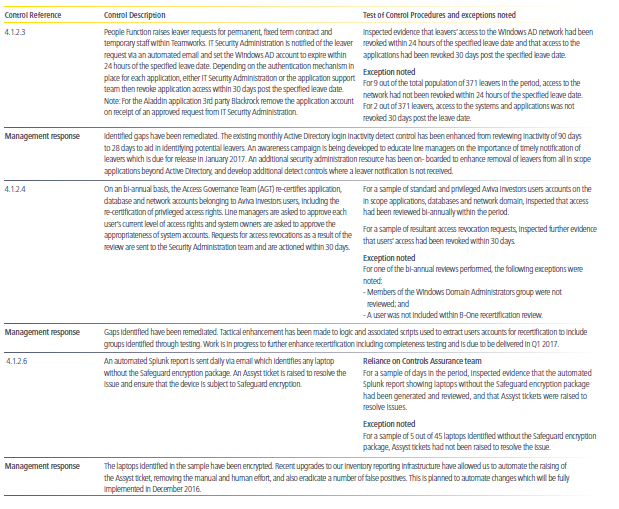 Control Reference Control Description Test of Control Procedures and exceptions noted
4.1.2.3
People Function raises leaver requests for permanent, fixed term contract and
temporary staff within Teamworks. IT Security Administration is notified of the leaver
request via an automated email and set the Windows AD account to expire within
24 hours of the specified leave date. Depending on the authentication mechanism in
place for each application, either IT Security Administration or the application support
team then revoke application access within 30 days post the specified leave date.
Note: For the Aladdin application 3rd party Blackrock remove the application account
on receipt of an approved request from IT Security Administration.
Inspected evidence that leavers' access to the Windows AD network had been
revoked within 24 hours of the specified leave date and that access to the
applications had been revoked 30 days post the specified leave date.
Exception noted
For 9 out of the total population of 371 leavers in the period, access to the
network had not been revoked within 24 hours of the specified leave date.
For 2 out of 371 leavers, access to the systems and applications was not
revoked 30 days post the leave date.
Management response
Identified gaps have been remediated. The existing monthly Active Directory login inactivity detect control has been enhanced from reviewing inactivity of 90 days
to 28 days to aid in identifying potential leavers. An awareness campaign is being developed to educate line managers on the importance of timely notification of
leavers which is due for release in January 2017. An additional security administration resource has been on- boarded to enhance removal of leavers from all in scope
applications beyond Active Directory, and develop additional detect controls where a leaver notification is not received.
4.1.2.4
On an bi-annual basis, the Access Governance Team (AGT) re-certifies application,
database and network accounts belonging to Aviva Investors users, including the
re-certification of privileged access rights. Line managers are asked to approve each
user's current level of access rights and system owners are asked to approve the
appropriateness of system accounts. Requests for access revocations as a result of the
review are sent to the Security Administration team and are actioned within 30 days.
For a sample of standard and privileged Aviva Investors users accounts on the
in scope applications, databases and network domain, inspected that access
had been reviewed bi-annually within the period.
For a sample of resultant access revocation requests, inspected further evidence
that users' access had been revoked within 30 days.
Exception noted
For one of the bi-annual reviews performed, the following exceptions were
noted:
- Members of the Windows Domain Administrators group were not
reviewed; and
- A user was not included within B-One recertification review.
Management response
Gaps identified have been remediated. Tactical enhancement has been made to logic and associated scripts used to extract users accounts for recertification to include
groups identified through testing. Work is in progress to further enhance recertification including completeness testing and is due to be delivered in Q1 2017.
4.1.2.6
An automated Splunk report is sent daily via email which identifies any laptop
without the Safeguard encryption package. An Assyst ticket is raised to resolve the
issue and ensure that the device is subject to Safeguard encryption.
Reliance on Controls Assurance team
For a sample of days in the period, inspected evidence that the automated
Splunk report showing laptops without the Safeguard encryption package
had been generated and reviewed, and that Assyst tickets were raised to
resolve issues.
Exception noted
For a sample of 5 out of 45 laptops identified without the Safeguard encryption
package, Assyst tickets had not been raised to resolve the issue.
Management response
The laptops identified in the sample have been encrypted. Recent upgrades to our inventory reporting infrastructure have allowed us to automate the raising of
the Assyst ticket, removing the manual and human effort, and also eradicate a number of false positives. This is planned to automate changes which will be fully
implemented in December 2016.